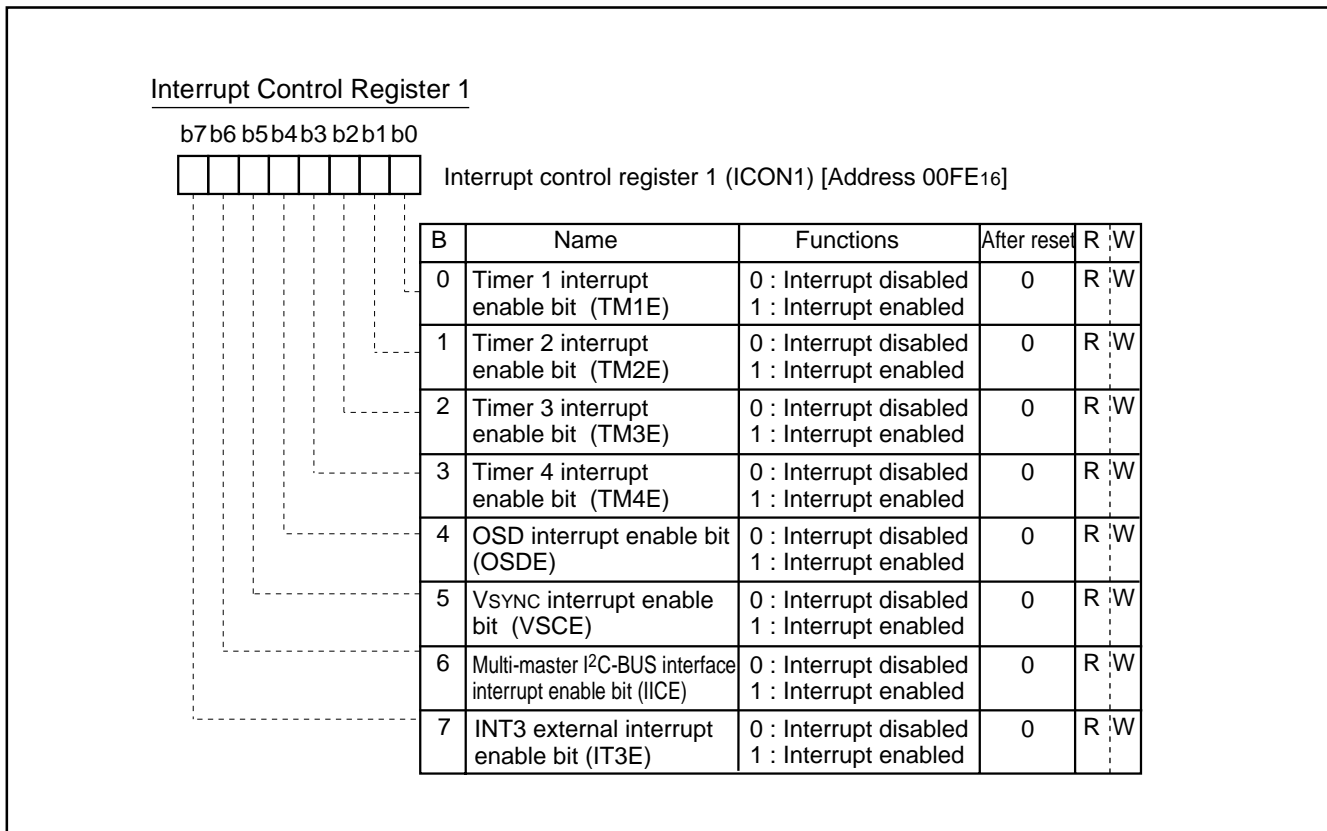 Interrupt Control Register 1
b7 b6 b5 b4 b3 b2 b1 b0
Interrupt control register 1 (ICON1) [Address 00FE16]
B Name Functions After reset R W
0 Timer 1 interrupt 0 : Interrupt disabled 0 R W
enable bit (TM1E) 1 : Interrupt enabled
1 Timer 2 interrupt 0 : Interrupt disabled 0 R W
enable bit (TM2E) 1 : Interrupt enabled
2 Timer 3 interrupt 0 : Interrupt disabled 0 R W
enable bit (TM3E) 1 : Interrupt enabled
3 Timer 4 interrupt 0 : Interrupt disabled 0 R W
enable bit (TM4E) 1 : Interrupt enabled
4 OSD interrupt enable bit 0 : Interrupt disabled 0 R W
(OSDE) 1 : Interrupt enabled
5 VSYNC interrupt enable 0 : Interrupt disabled 0 R W
bit (VSCE) 1 : Interrupt enabled
6 Multi-master I2C-BUS interface 0 : Interrupt disabled 0 R W
interrupt enable bit (IICE) 1 : Interrupt enabled
7 INT3 external interrupt 0 : Interrupt disabled 0 R W
enable bit (IT3E) 1 : Interrupt enabled